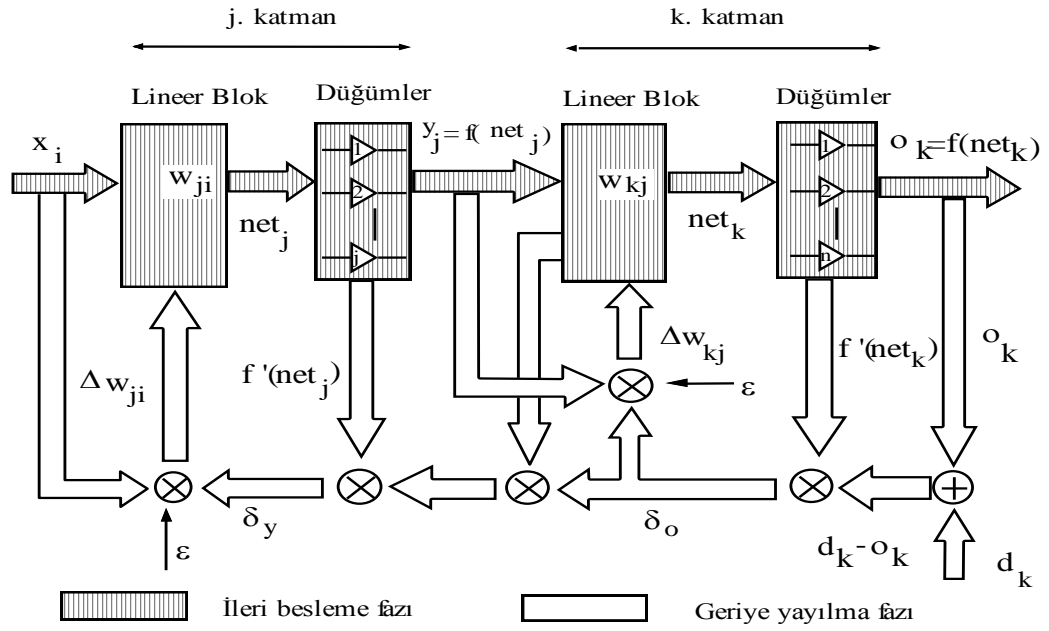 j. katman
k. katman
Lineer Blok
Düğümler
Lineer Blok
Düğümler
x_i
w_ji
net_j
1
2
j
y_j=f(net_j)
w_kj
net_k
1
2
n
o_k=f(net_k)
Δw_ji
f '(net_j)
Δw_kj
ε
f '(net_k)
o_k
δ_y
δ_o
d_k-o_k
d_k
ε
İleri besleme fazı
Geriye yayılma fazı